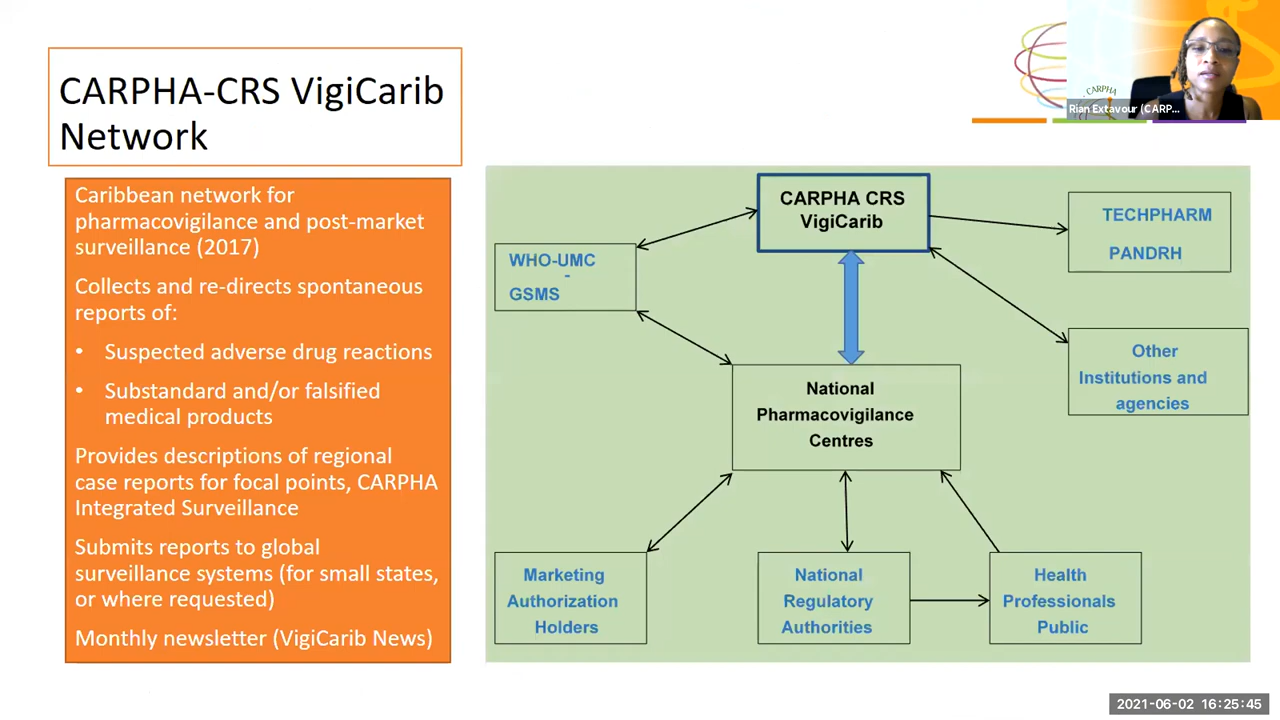 CARPHA-CRS VigiCarib
Network
Caribbean network for
pharmacovigilance and post-market
surveillance (2017)
Collects and re-directs spontaneous
reports of:
• Suspected adverse drug reactions
• Substandard and/or falsified
medical products
Provides descriptions of regional
case reports for focal points, CARPHA
Integrated Surveillance
Submits reports to global
surveillance systems (for small states,
or where requested)
Monthly newsletter (VigiCarib News)
CARPHA CRS
VigiCarib
TECHPHARM
PANDRH
WHO-UMC
-
GSMS
Other
Institutions and
agencies
National
Pharmacovigilance
Centres
Marketing
Authorization
Holders
National
Regulatory
Authorities
Health
Professionals
Public
CARPHA
Rian Extavour (CARP...
2021-06-02 16:25:45